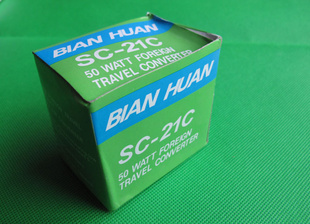 BIAN HUAN
SC-21C
50 WATT FOREIGN
TRAVEL CONVERTER
BIAN HUAN
SC-21C
50 WATT FOREIGN
TRAVEL CONVERTER